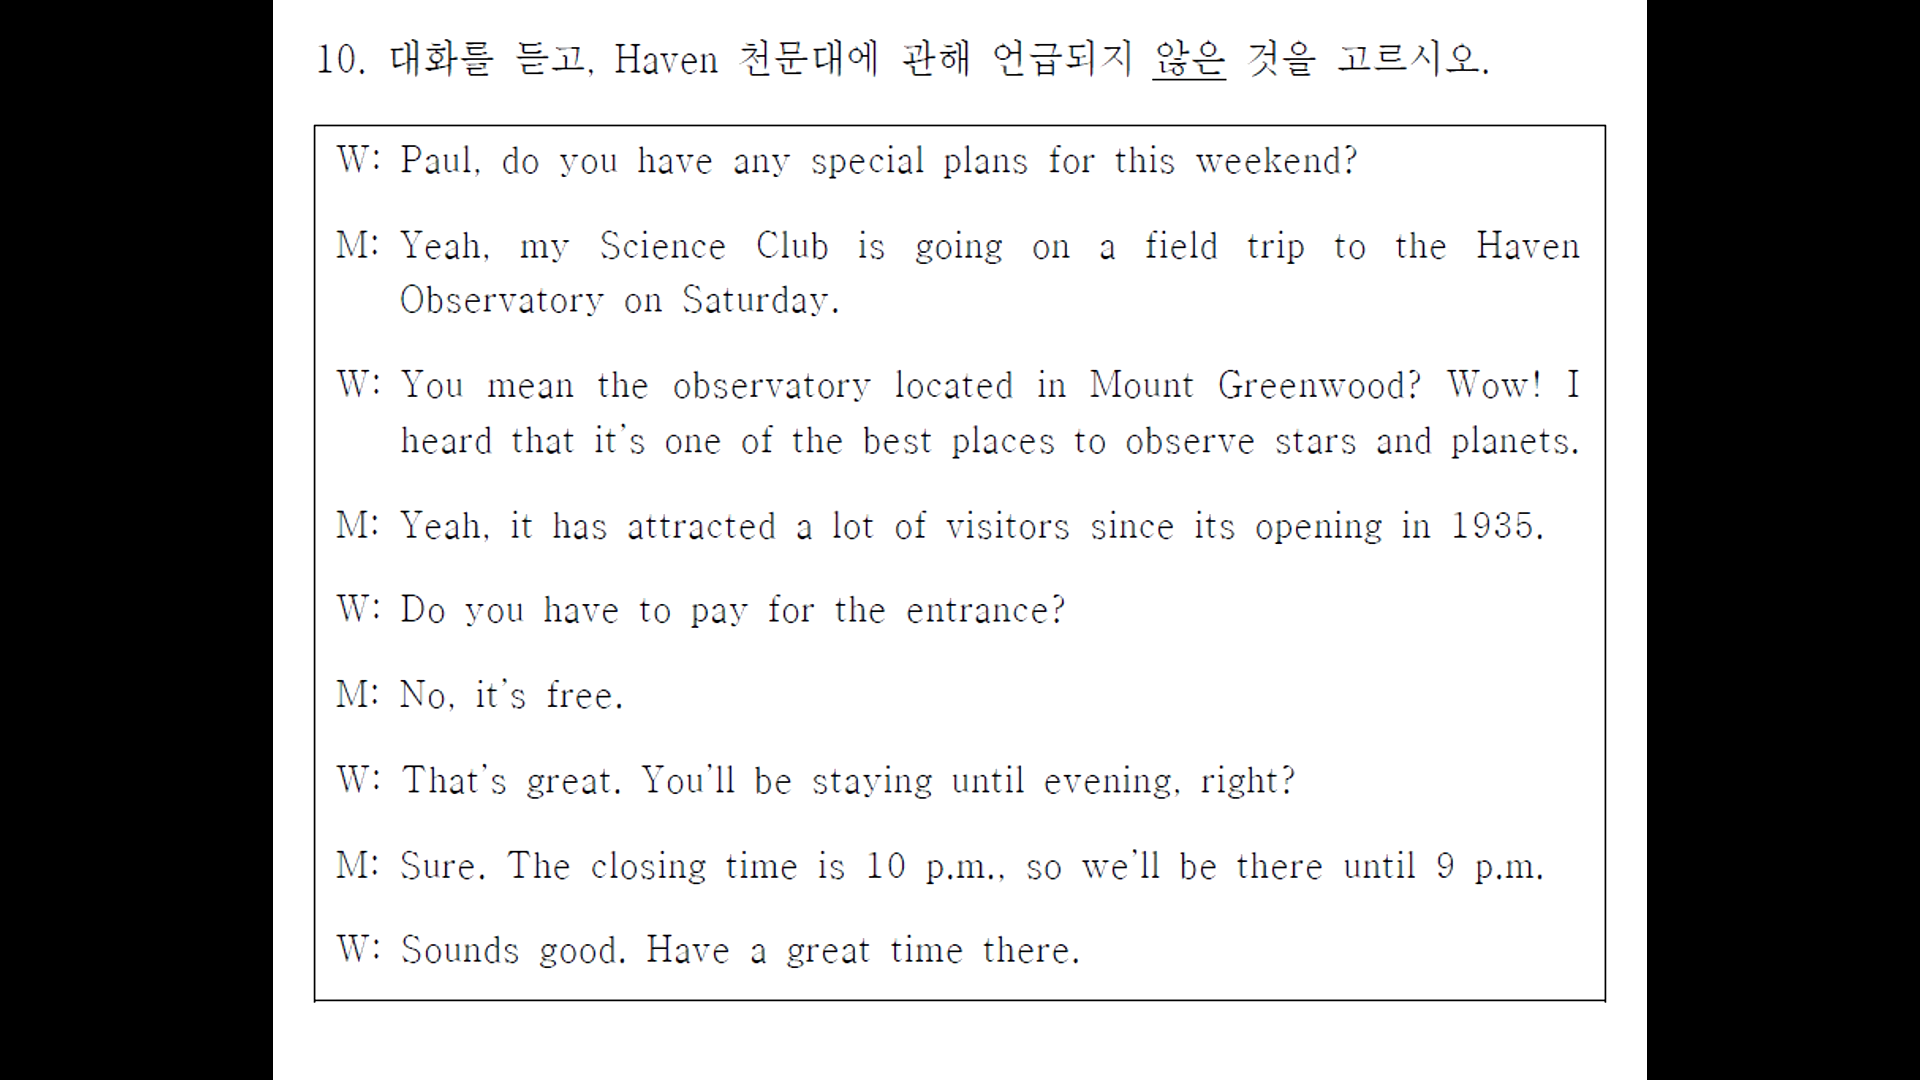 10. 대화를 듣고, Haven 천문대에 관해 언급되지 않은 것을 고르시오.
W: Paul, do you have any special plans for this weekend?
M: Yeah, my Science Club is going on a field trip to the Haven
Observatory on Saturday.
W: You mean the observatory located in Mount Greenwood? Wow! I
heard that it's one of the best places to observe stars and planets.
M: Yeah, it has attracted a lot of visitors since its opening in 1935.
W: Do you have to pay for the entrance?
M: No, it's free.
W: That's great. You'll be staying until evening, right?
M: Sure. The closing time is 10 p.m., so we'll be there until 9 p.m.
W: Sounds good. Have a great time there.